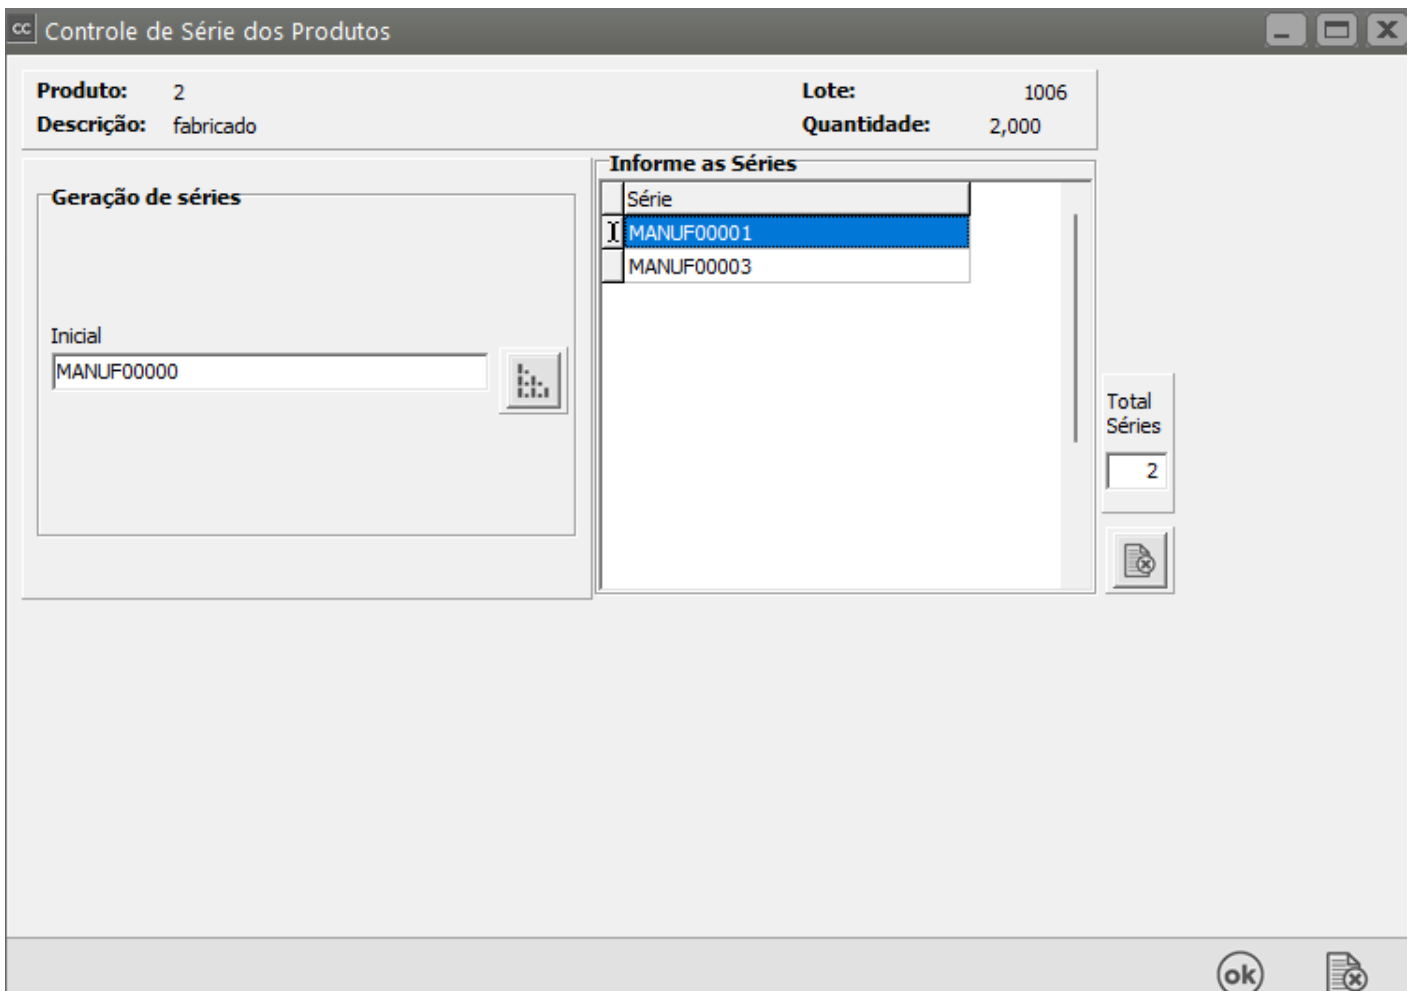 cc Controle de Série dos Produtos
Produto: 2 Lote: 1006
Descrição: fabricado Quantidade: 2,000
Geração de séries
Inicial
MANUF00000
Informe as Séries
Série
MANUF00001
MANUF00003
Total
Séries
2
ok